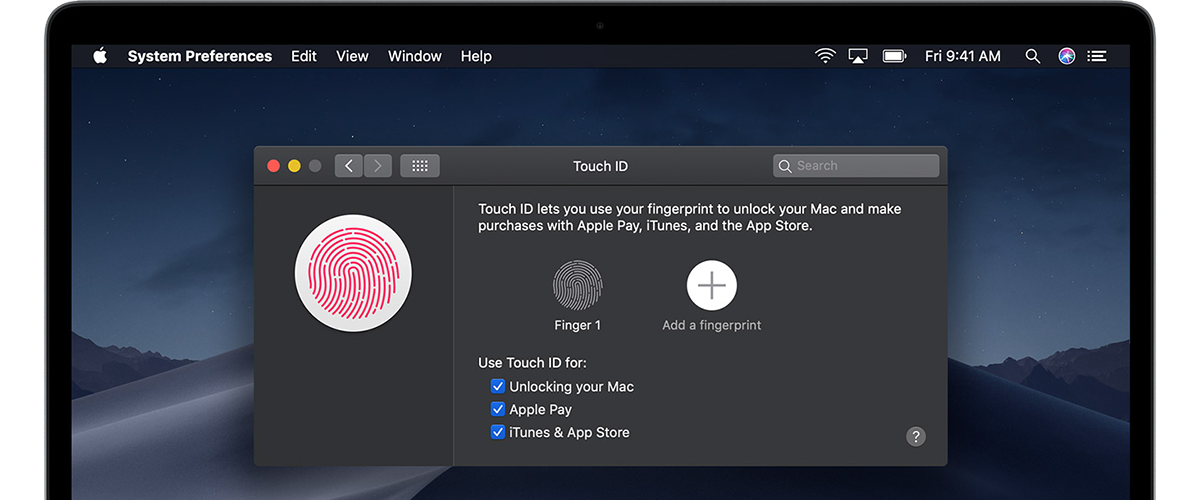 System Preferences Edit View Window Help Fri 9:41 AM
Touch ID
Search
Touch ID lets you use your fingerprint to unlock your Mac and make
purchases with Apple Pay, iTunes, and the App Store.
Finger 1
Add a fingerprint
Use Touch ID for:
Unlocking your Mac
Apple Pay
iTunes & App Store
?